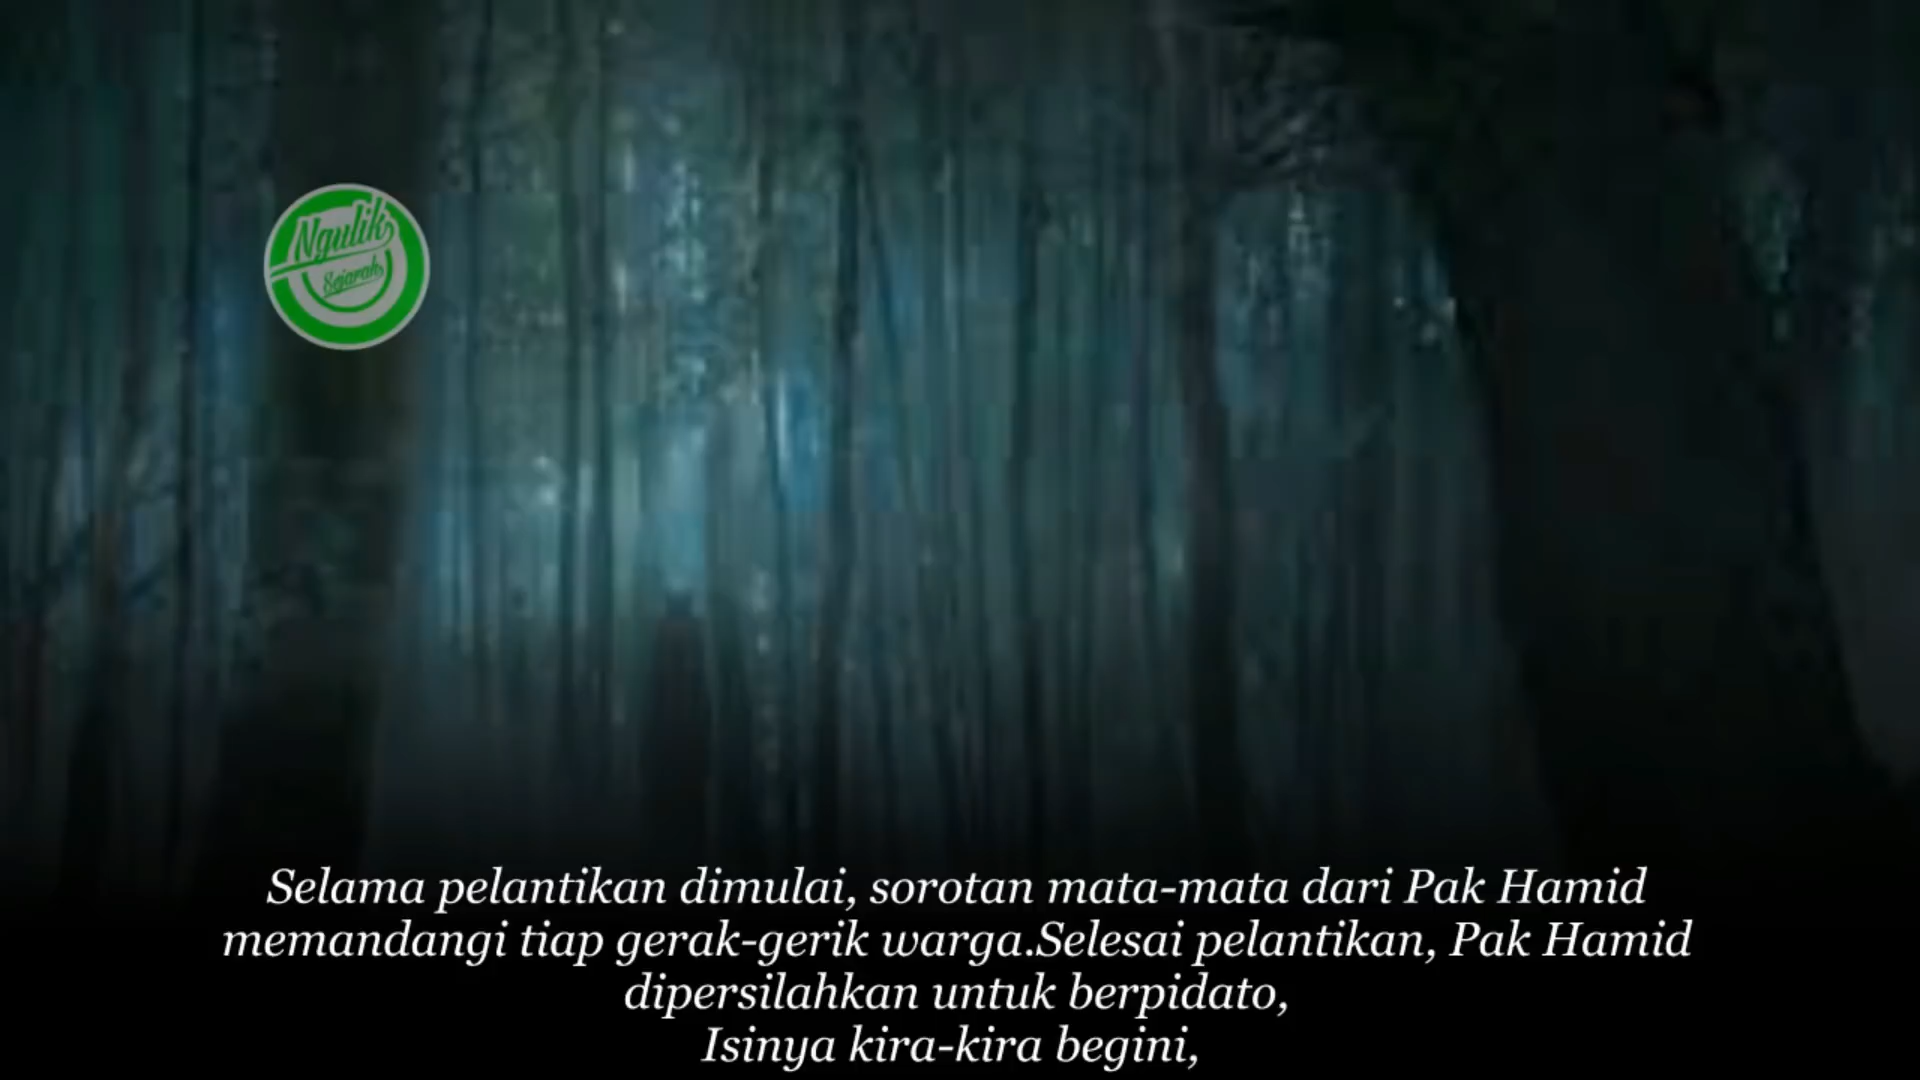 Ngulik
Sejarah
Selama pelantikan dimulai, sorotan mata-mata dari Pak Hamid
memandangi tiap gerak-gerik warga.Selesai pelantikan, Pak Hamid
dipersilahkan untuk berpidato,
Isinya kira-kira begini,